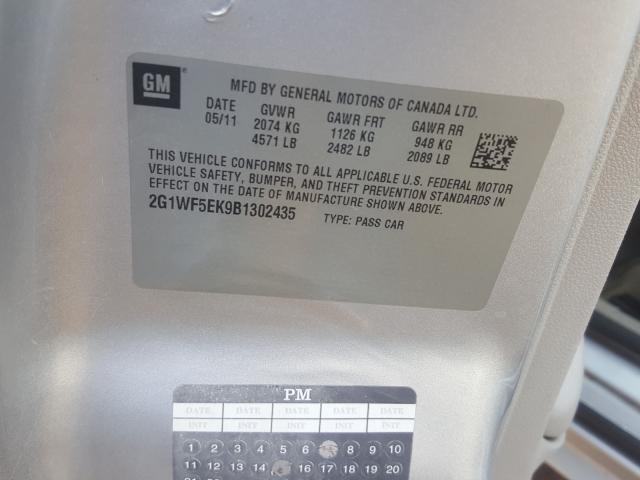 GM
MFD BY GENERAL MOTORS OF CANADA LTD.
DATE GVWR GAWR FRT GAWR RR
05/11 2074 KG 1126 KG 948 KG
4571 LB 2482 LB 2089 LB
THIS VEHICLE CONFORMS TO ALL APPLICABLE U.S. FEDERAL MOTOR
VEHICLE SAFETY, BUMPER, AND THEFT PREVENTION STANDARDS IN
EFFECT ON THE DATE OF MANUFACTURE SHOWN ABOVE.
2G1WF5EK9B1302435 TYPE: PASS CAR
PM
DATE DATE DATE DATE DATE
INIT INIT INIT INIT INIT
1 2 3 4 5 6 8 9 10
11 12 13 14 16 17 18 19 20